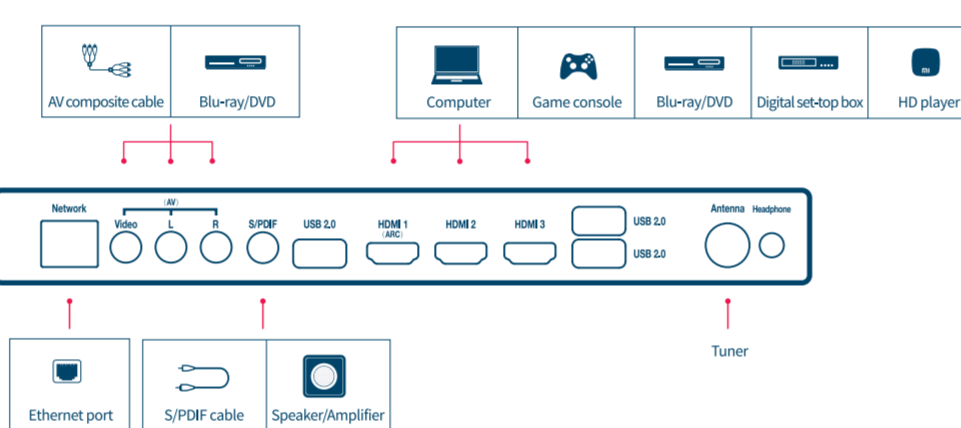 AV composite cable
Blu-ray/DVD
Computer
Game console
Blu-ray/DVD
Digital set-top box
mi
HD player
Network
(AV)
Video
L
R
S/PDIF
USB 2.0
HDMI 1
(ARC)
HDMI 2
HDMI 3
USB 2.0
USB 2.0
Antenna
Headphone
Tuner
Ethernet port
S/PDIF cable
Speaker/Amplifier